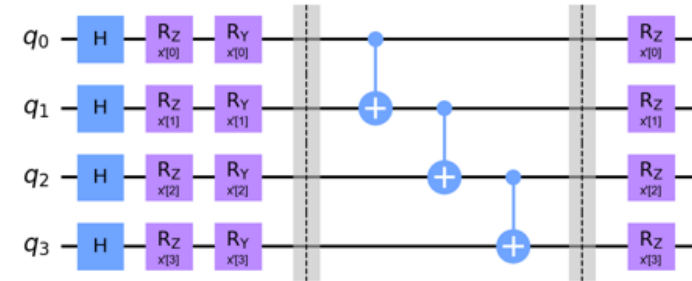 q0 H RZ RY RZ
x'[0] x'[0] x'[0]
q1 H RZ RY RZ
x'[1] x'[1] x'[1]
q2 H RZ RY RZ
x'[2] x'[2] x'[2]
q3 H RZ RY RZ
x'[3] x'[3] x'[3]